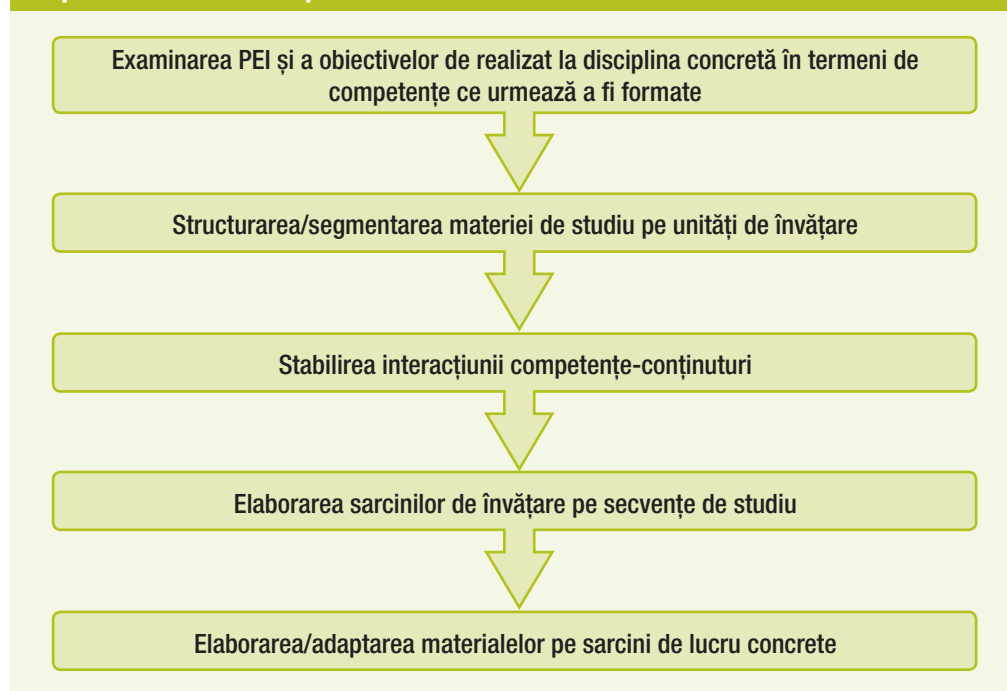 Examinarea PEI și a obiectivelor de realizat la disciplina concretă în termeni de
competențe ce urmează a fi formate
Structurarea/segmentarea materiei de studiu pe unități de învățare
Stabilirea interacțiunii competențe-conținuturi
Elaborarea sarcinilor de învățare pe secvențe de studiu
Elaborarea/adaptarea materialelor pe sarcini de lucru concrete